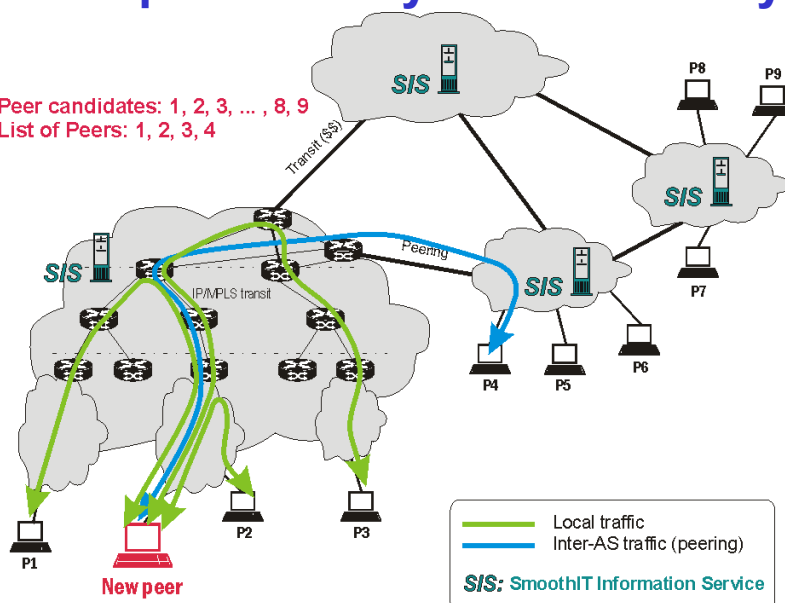 Peer candidates: 1, 2, 3, ... , 8, 9
List of Peers: 1, 2, 3, 4
SIS
Transit ($$)
P8
P9
SIS
P7
SIS
Peering
SIS
IP/MPLS transit
P4
P5
P6
P1
New peer
P2
P3
Local traffic
Inter-AS traffic (peering)
SIS: SmoothIT Information Service